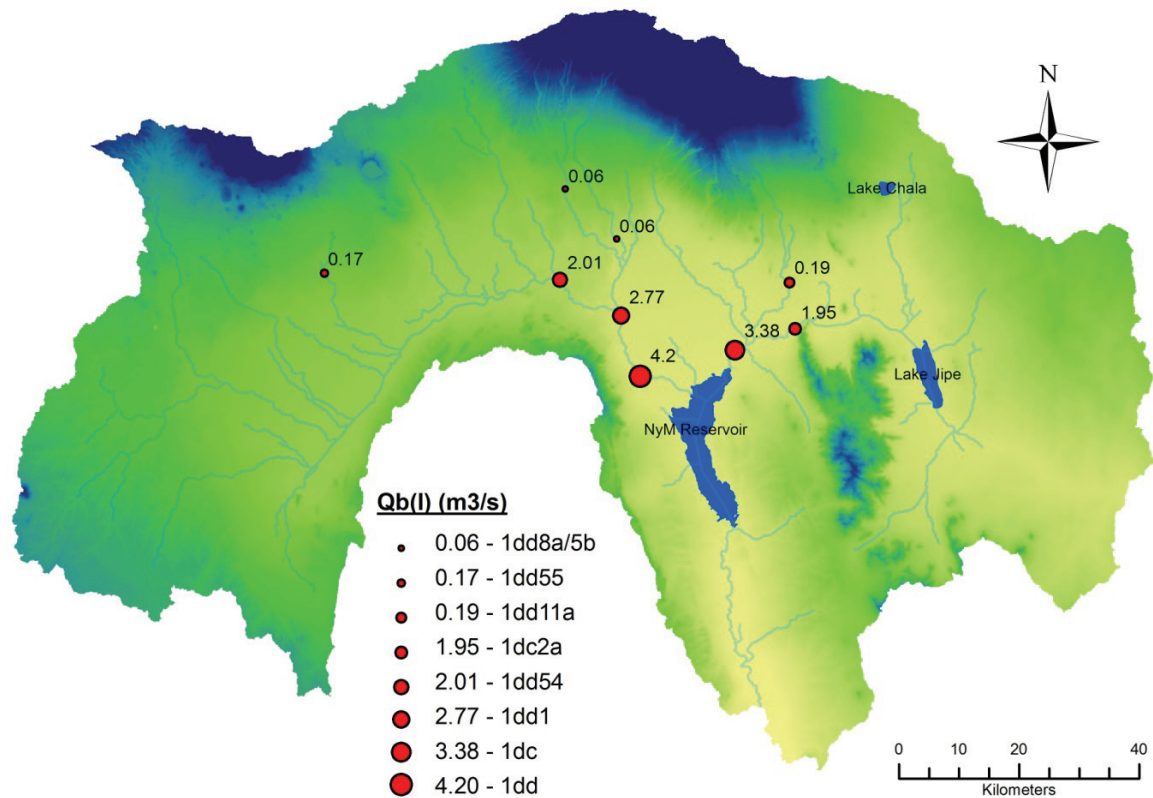 N
Lake Chala
0.06
0.06
0.17
2.01
0.19
2.77
1.95
3.38
4.2
Lake Jipe
NyM Reservoir
Qb(I) (m3/s)
0.06 - 1dd8a/5b
0.17 - 1dd55
0.19 - 1dd11a
1.95 - 1dc2a
2.01 - 1dd54
2.77 - 1dd1
3.38 - 1dc
4.20 - 1dd
0 10 20 40
Kilometers